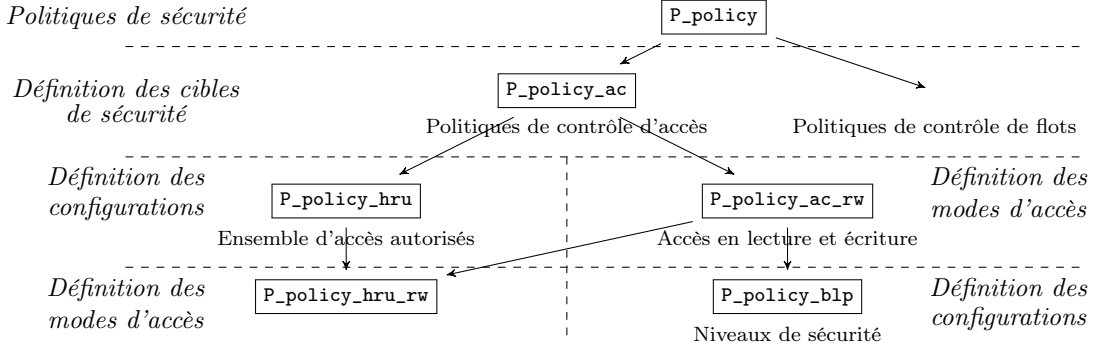 Politiques de sécurité
P_policy
Définition des cibles
de sécurité
P_policy_ac
Politiques de contrôle d'accès
Politiques de contrôle de flots
Définition des
configurations
P_policy_hru
Ensemble d'accès autorisés
P_policy_ac_rw
Accès en lecture et écriture
Définition des
modes d'accès
Définition des
modes d'accès
P_policy_hru_rw
P_policy_blp
Niveaux de sécurité
Définition des
configurations